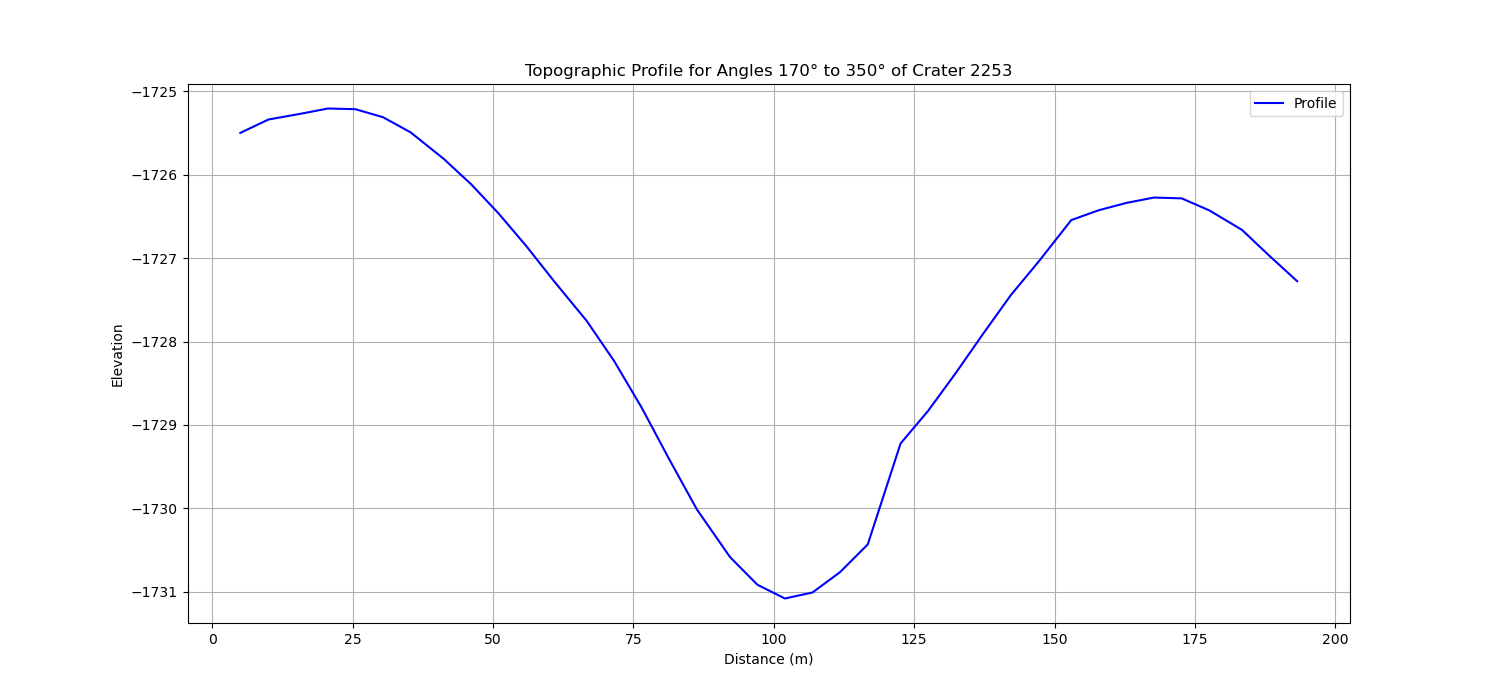 Topographic Profile for Angles 170° to 350° of Crater 2253
Profile
Elevation
−1725
−1726
−1727
−1728
−1729
−1730
−1731
0 25 50 75 100 125 150 175 200
Distance (m)